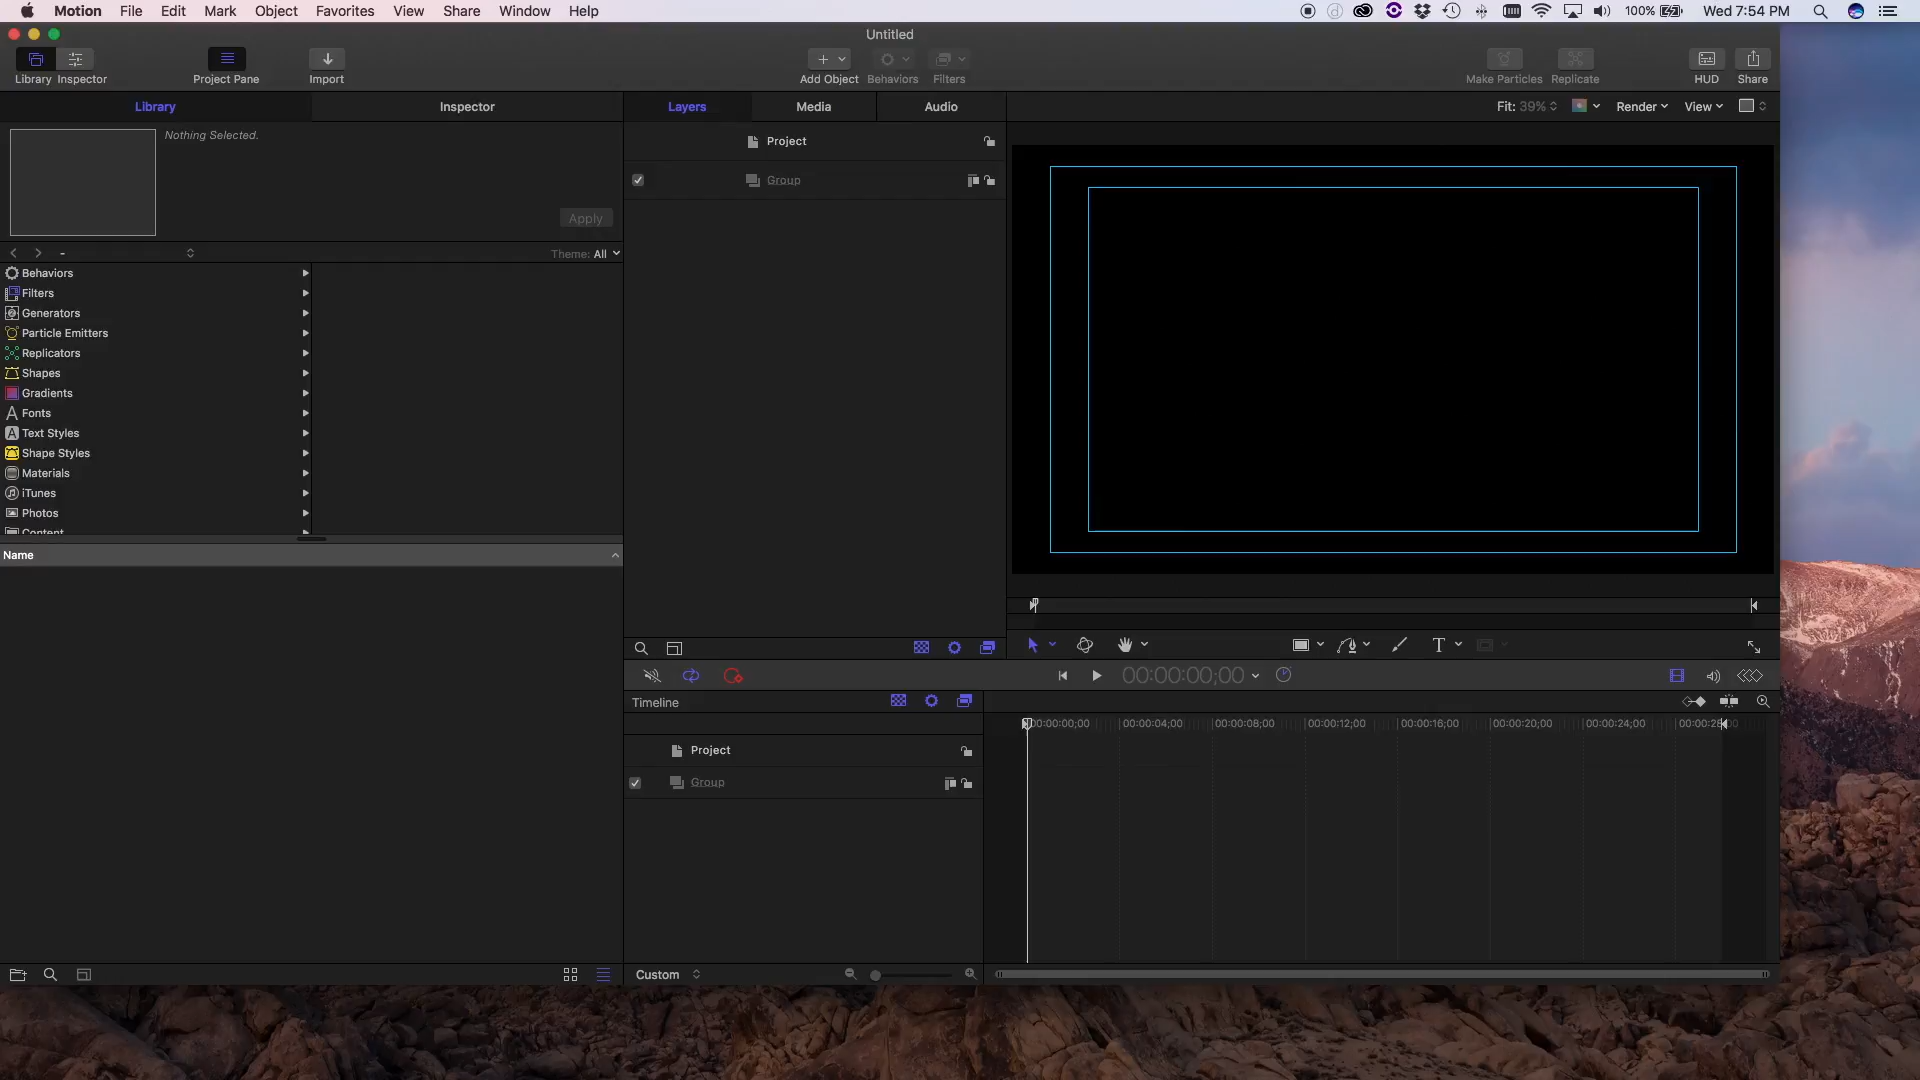 Motion File Edit Mark Object Favorites View Share Window Help 100% Wed 7:54 PM
Untitled
Library Inspector Project Pane Import Add Object Behaviors Filters Make Particles Replicate HUD Share
Library Inspector Layers Media Audio Fit: 39% Render View
Nothing Selected.
Project
Group
Apply
- Theme: All
Behaviors
Filters
Generators
Particle Emitters
Replicators
Shapes
Gradients
Fonts
Text Styles
Shape Styles
Materials
iTunes
Photos
Content
Name
T
00:00:00;00
Timeline
00:00:00;00 00:00:04;00 00:00:08;00 00:00:12;00 00:00:16;00 00:00:20;00 00:00:24;00
Project
Group
Custom